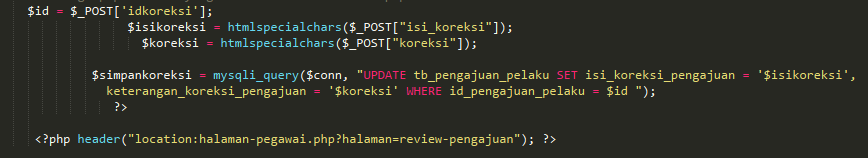 $id = $_POST['idkoreksi'];
$isikoreksi = htmlspecialchars($_POST["isi_koreksi"]);
$koreksi = htmlspecialchars($_POST["koreksi"]);
$simpankoreksi = mysqli_query($conn, "UPDATE tb_pengajuan_pelaku SET isi_koreksi_pengajuan = '$isikoreksi',
keterangan_koreksi_pengajuan = '$koreksi' WHERE id_pengajuan_pelaku = $id ");
?>
<?php header("location:halaman-pegawai.php?halaman=review-pengajuan"); ?>